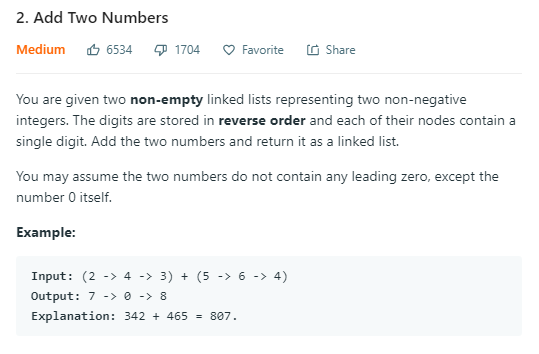 2. Add Two Numbers
Medium 6534 1704 Favorite Share
You are given two non-empty linked lists representing two non-negative
integers. The digits are stored in reverse order and each of their nodes contain a
single digit. Add the two numbers and return it as a linked list.
You may assume the two numbers do not contain any leading zero, except the
number 0 itself.
Example:
Input: (2 -> 4 -> 3) + (5 -> 6 -> 4)
Output: 7 -> 0 -> 8
Explanation: 342 + 465 = 807.